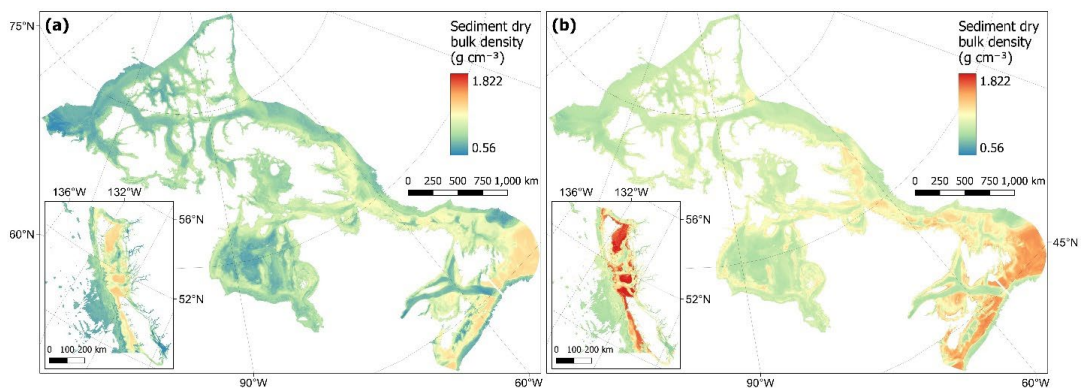 75°N
(a)
Sediment dry
bulk density
(g cm⁻³)
1.822
0.56
0 250 500 750 1,000 km
136°W
132°W
56°N
52°N
0 100 200 km
60°N
90°W
60°W
(b)
Sediment dry
bulk density
(g cm⁻³)
1.822
0.56
0 250 500 750 1,000 km
136°W
132°W
56°N
52°N
0 100 200 km
45°N
90°W
60°W